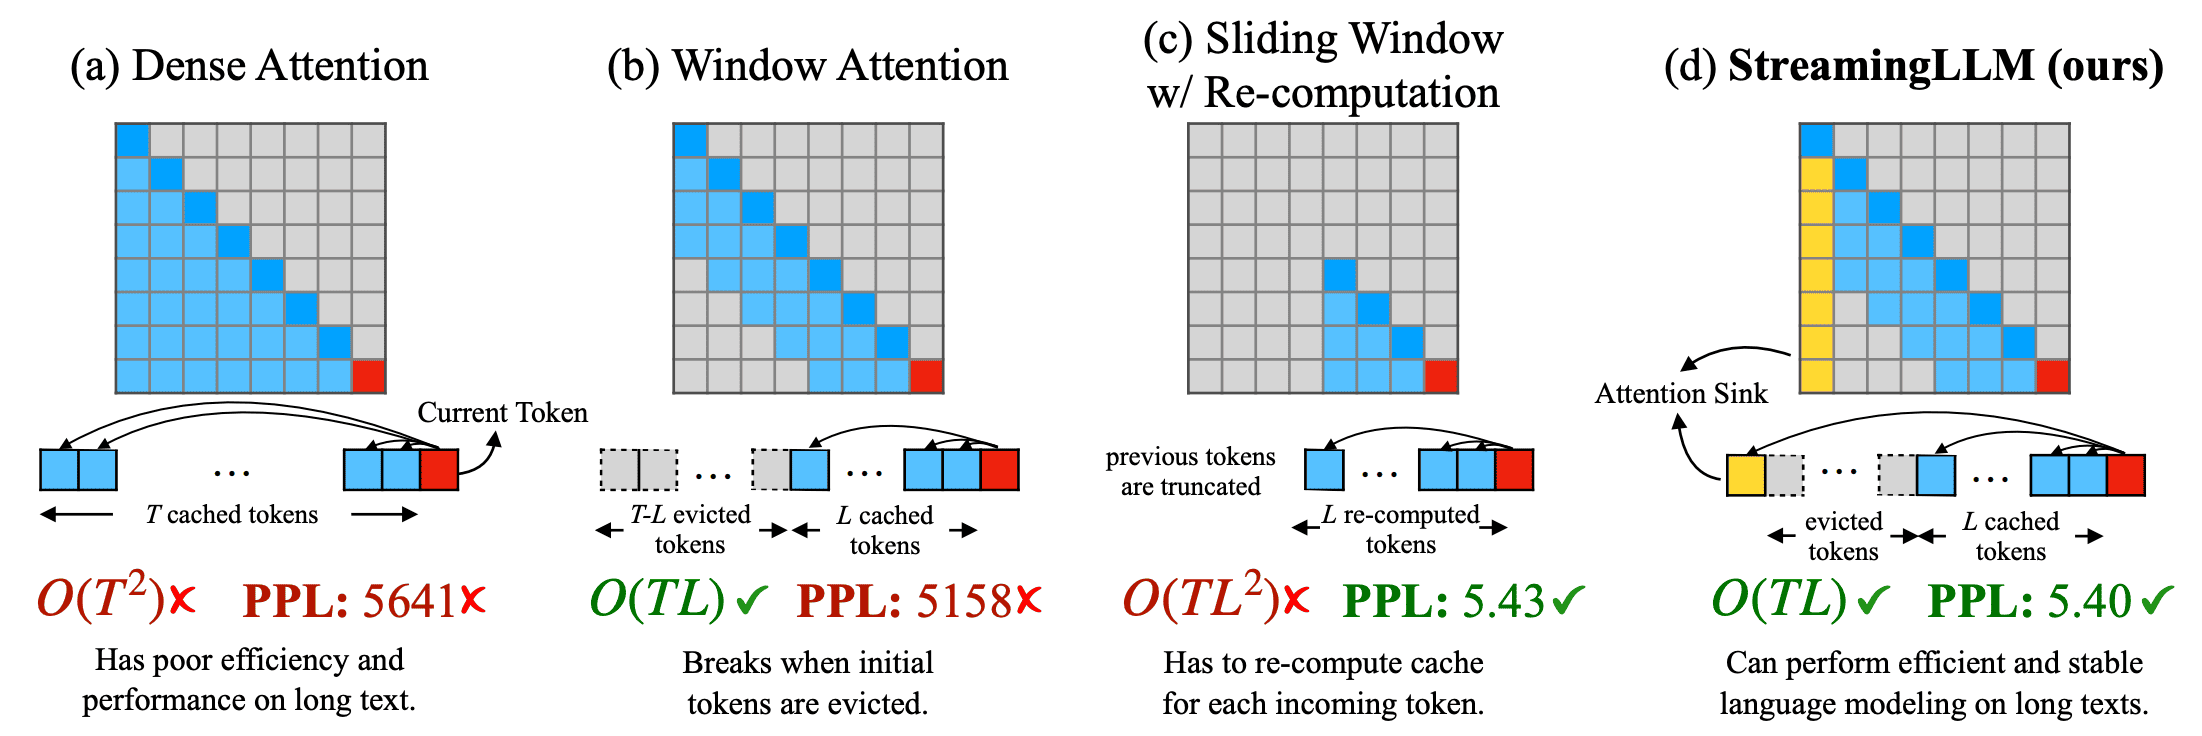 (a) Dense Attention
Current Token
...
T cached tokens
O(T²)✗ PPL: 5641✗
Has poor efficiency and
performance on long text.
(b) Window Attention
... ...
T-L evicted
tokens
L cached
tokens
O(TL)✓ PPL: 5158✗
Breaks when initial
tokens are evicted.
(c) Sliding Window
w/ Re-computation
previous tokens
are truncated
...
L re-computed
tokens
O(TL²)✗ PPL: 5.43✓
Has to re-compute cache
for each incoming token.
(d) StreamingLLM (ours)
Attention Sink
... ...
evicted
tokens
L cached
tokens
O(TL)✓ PPL: 5.40✓
Can perform efficient and stable
language modeling on long texts.